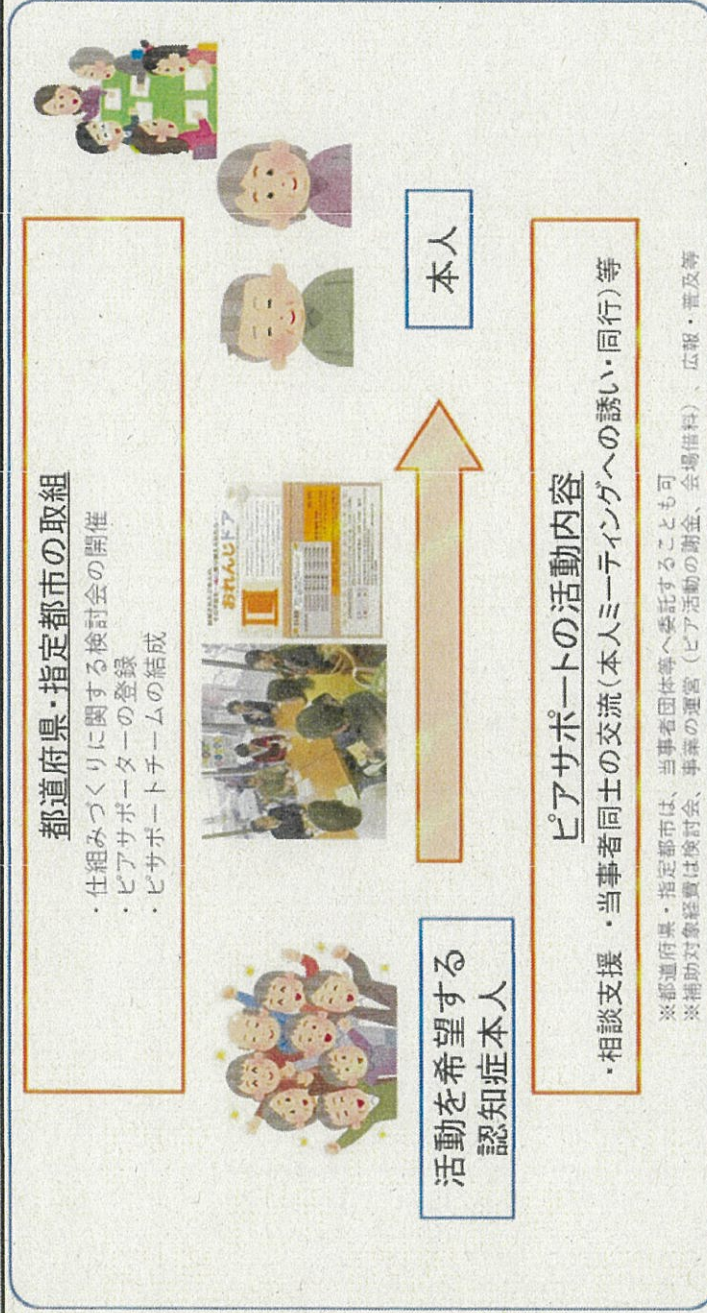 都道府県・指定都市の取組
・仕組みづくりに関する検討会の開催
・ピアサポーターの登録
・ピサポートチームの結成
おれんじドア
活動を希望する
認知症本人
本人
ピアサポートの活動内容
・相談支援 ・当事者同士の交流(本人ミーティングへの誘い・同行)等
※都道府県・指定都市は、当事者団体等へ委託することも可
※補助対象経費は検討会、事業の運営(ピア活動の謝金、会場借料)、広報・普及等